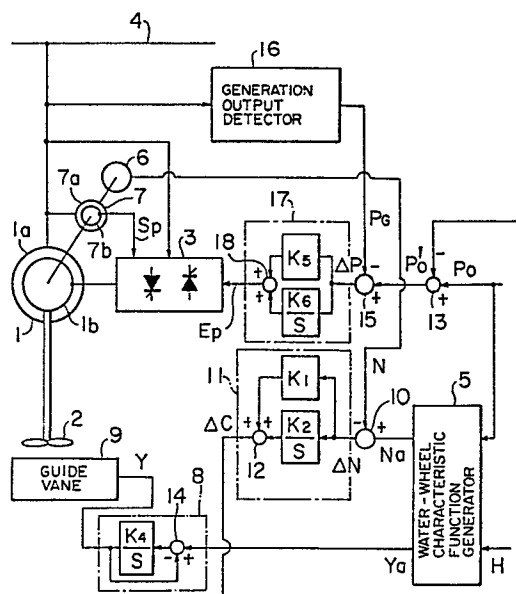 4
16
GENERATION
OUTPUT
DETECTOR
6
7a
7
7b
Sp
3
1a
1
1b
17
PG
18
K5
K6
S
+
+
Ep
ΔP
-
+
15
Po'
-
+
13
Po
N
5
11
K1
K2
S
+
+
12
ΔC
ΔN
-
+
10
Na
WATER-WHEEL
CHARACTERISTIC
FUNCTION
GENERATOR
2
9
GUIDE
VANE
Y
8
14
K4
S
-
+
Ya
H